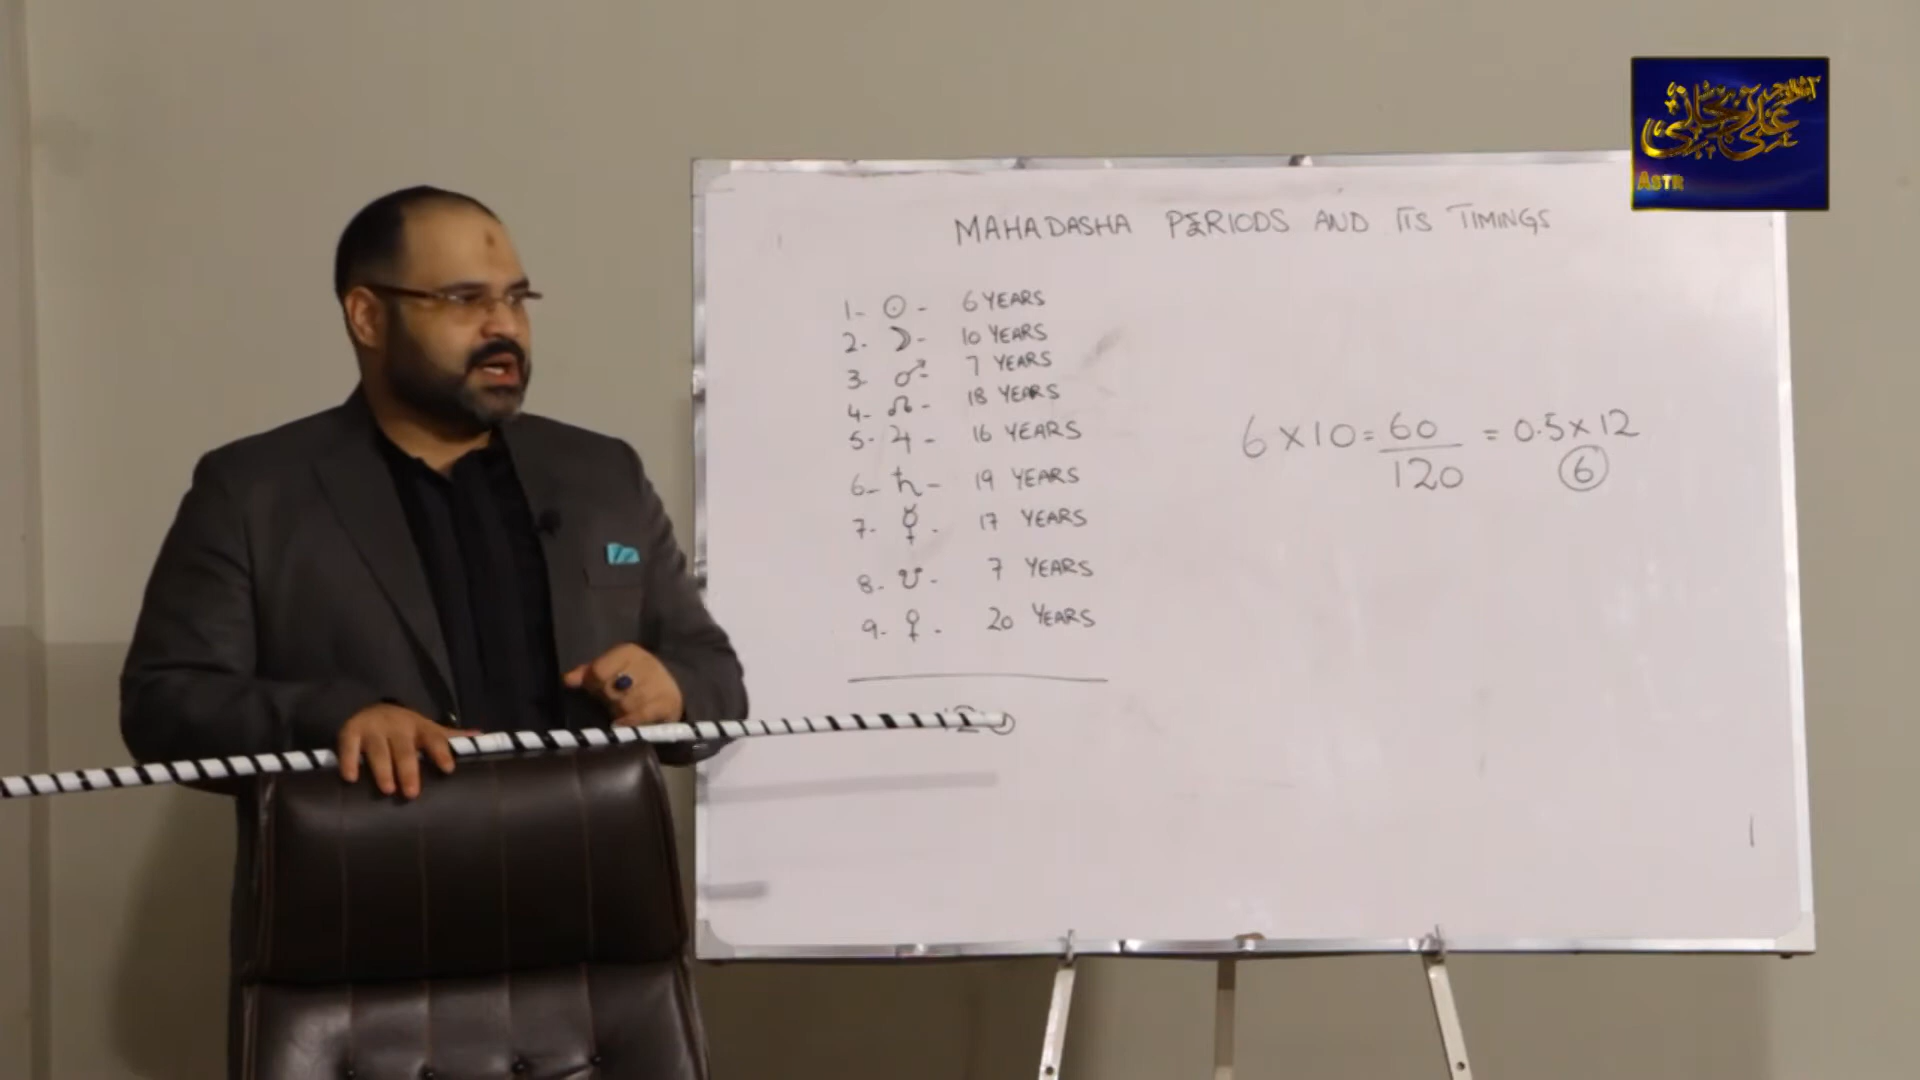 علی زنجانی
ASTR
MAHADASHA PERIODS AND ITS TIMINGS
1- ☉ - 6 YEARS
2. ☽ - 10 YEARS
3. ♂ - 7 YEARS
4- ☊ - 18 YEARS
5- ♃ - 16 YEARS
6- ♄ - 19 YEARS
7- ☿ - 17 YEARS
8- ☋ - 7 YEARS
9- ♀ - 20 YEARS
6 × 10 = 60/120 = 0.5 × 12
6